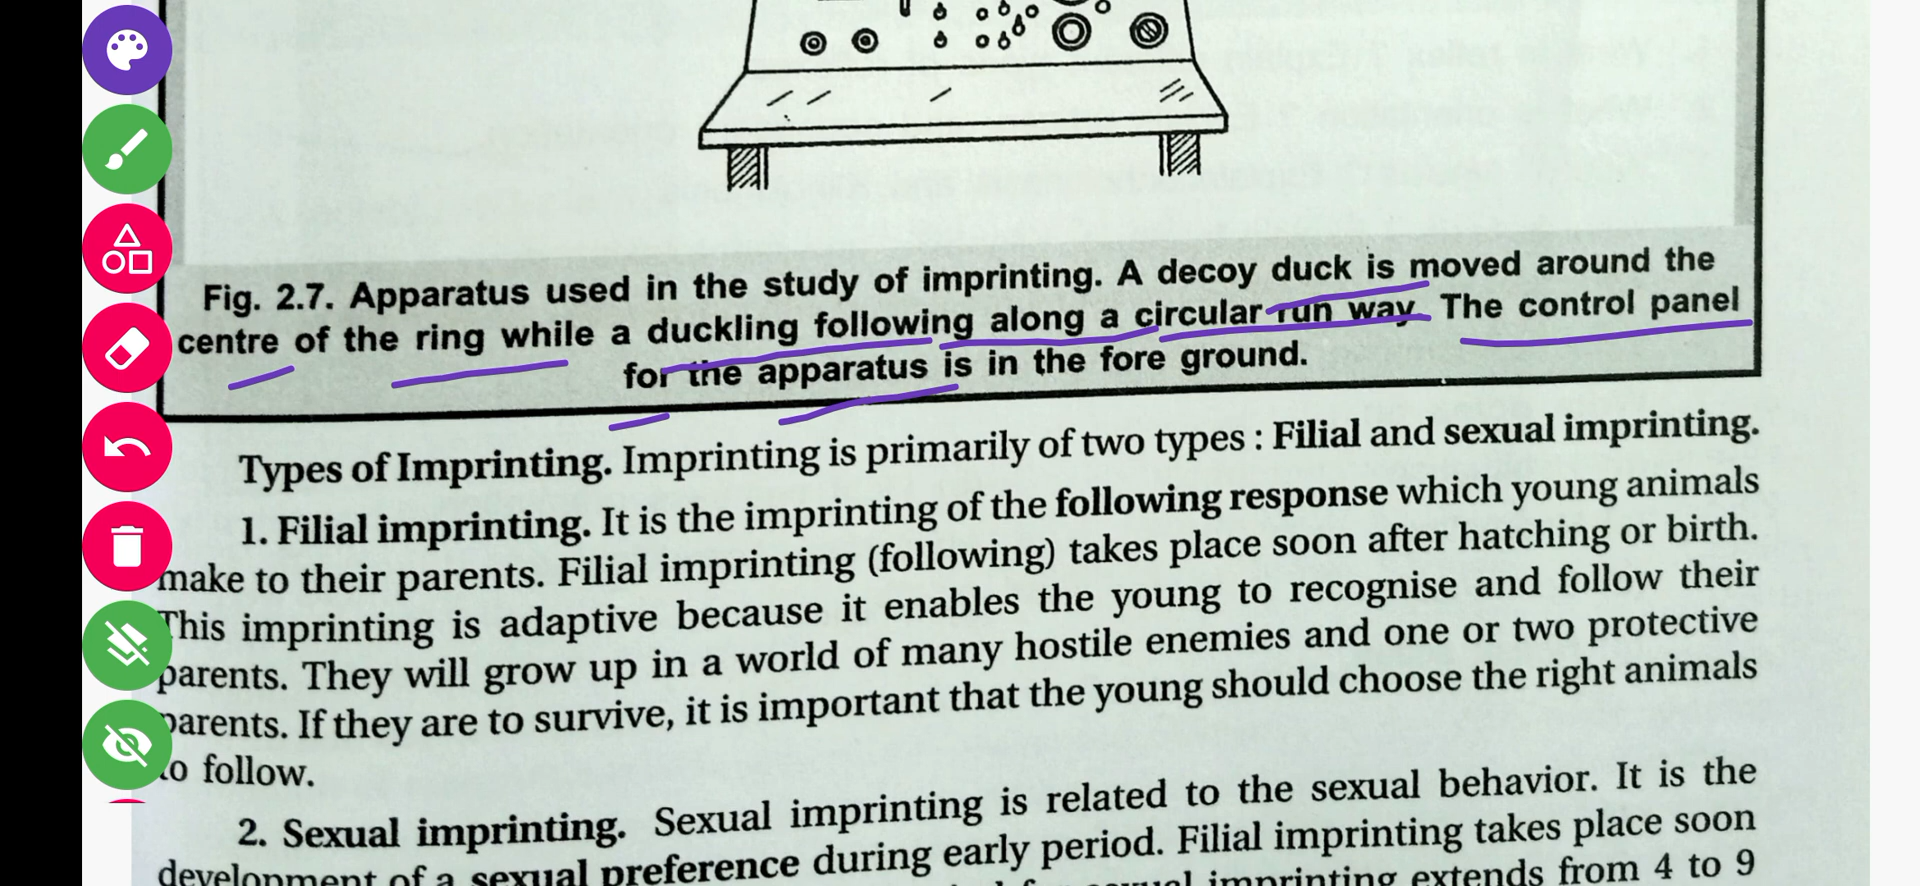 Fig. 2.7. Apparatus used in the study of imprinting. A decoy duck is moved around the
centre of the ring while a duckling following along a circular run way. The control panel
for the apparatus is in the fore ground.
Types of Imprinting. Imprinting is primarily of two types : Filial and sexual imprinting.
1. Filial imprinting. It is the imprinting of the following response which young animals
make to their parents. Filial imprinting (following) takes place soon after hatching or birth.
This imprinting is adaptive because it enables the young to recognise and follow their
parents. They will grow up in a world of many hostile enemies and one or two protective
parents. If they are to survive, it is important that the young should choose the right animals
to follow.
2. Sexual imprinting. Sexual imprinting is related to the sexual behavior. It is the
development of a sexual preference during early period. Filial imprinting takes place soon
sexual imprinting extends from 4 to 9